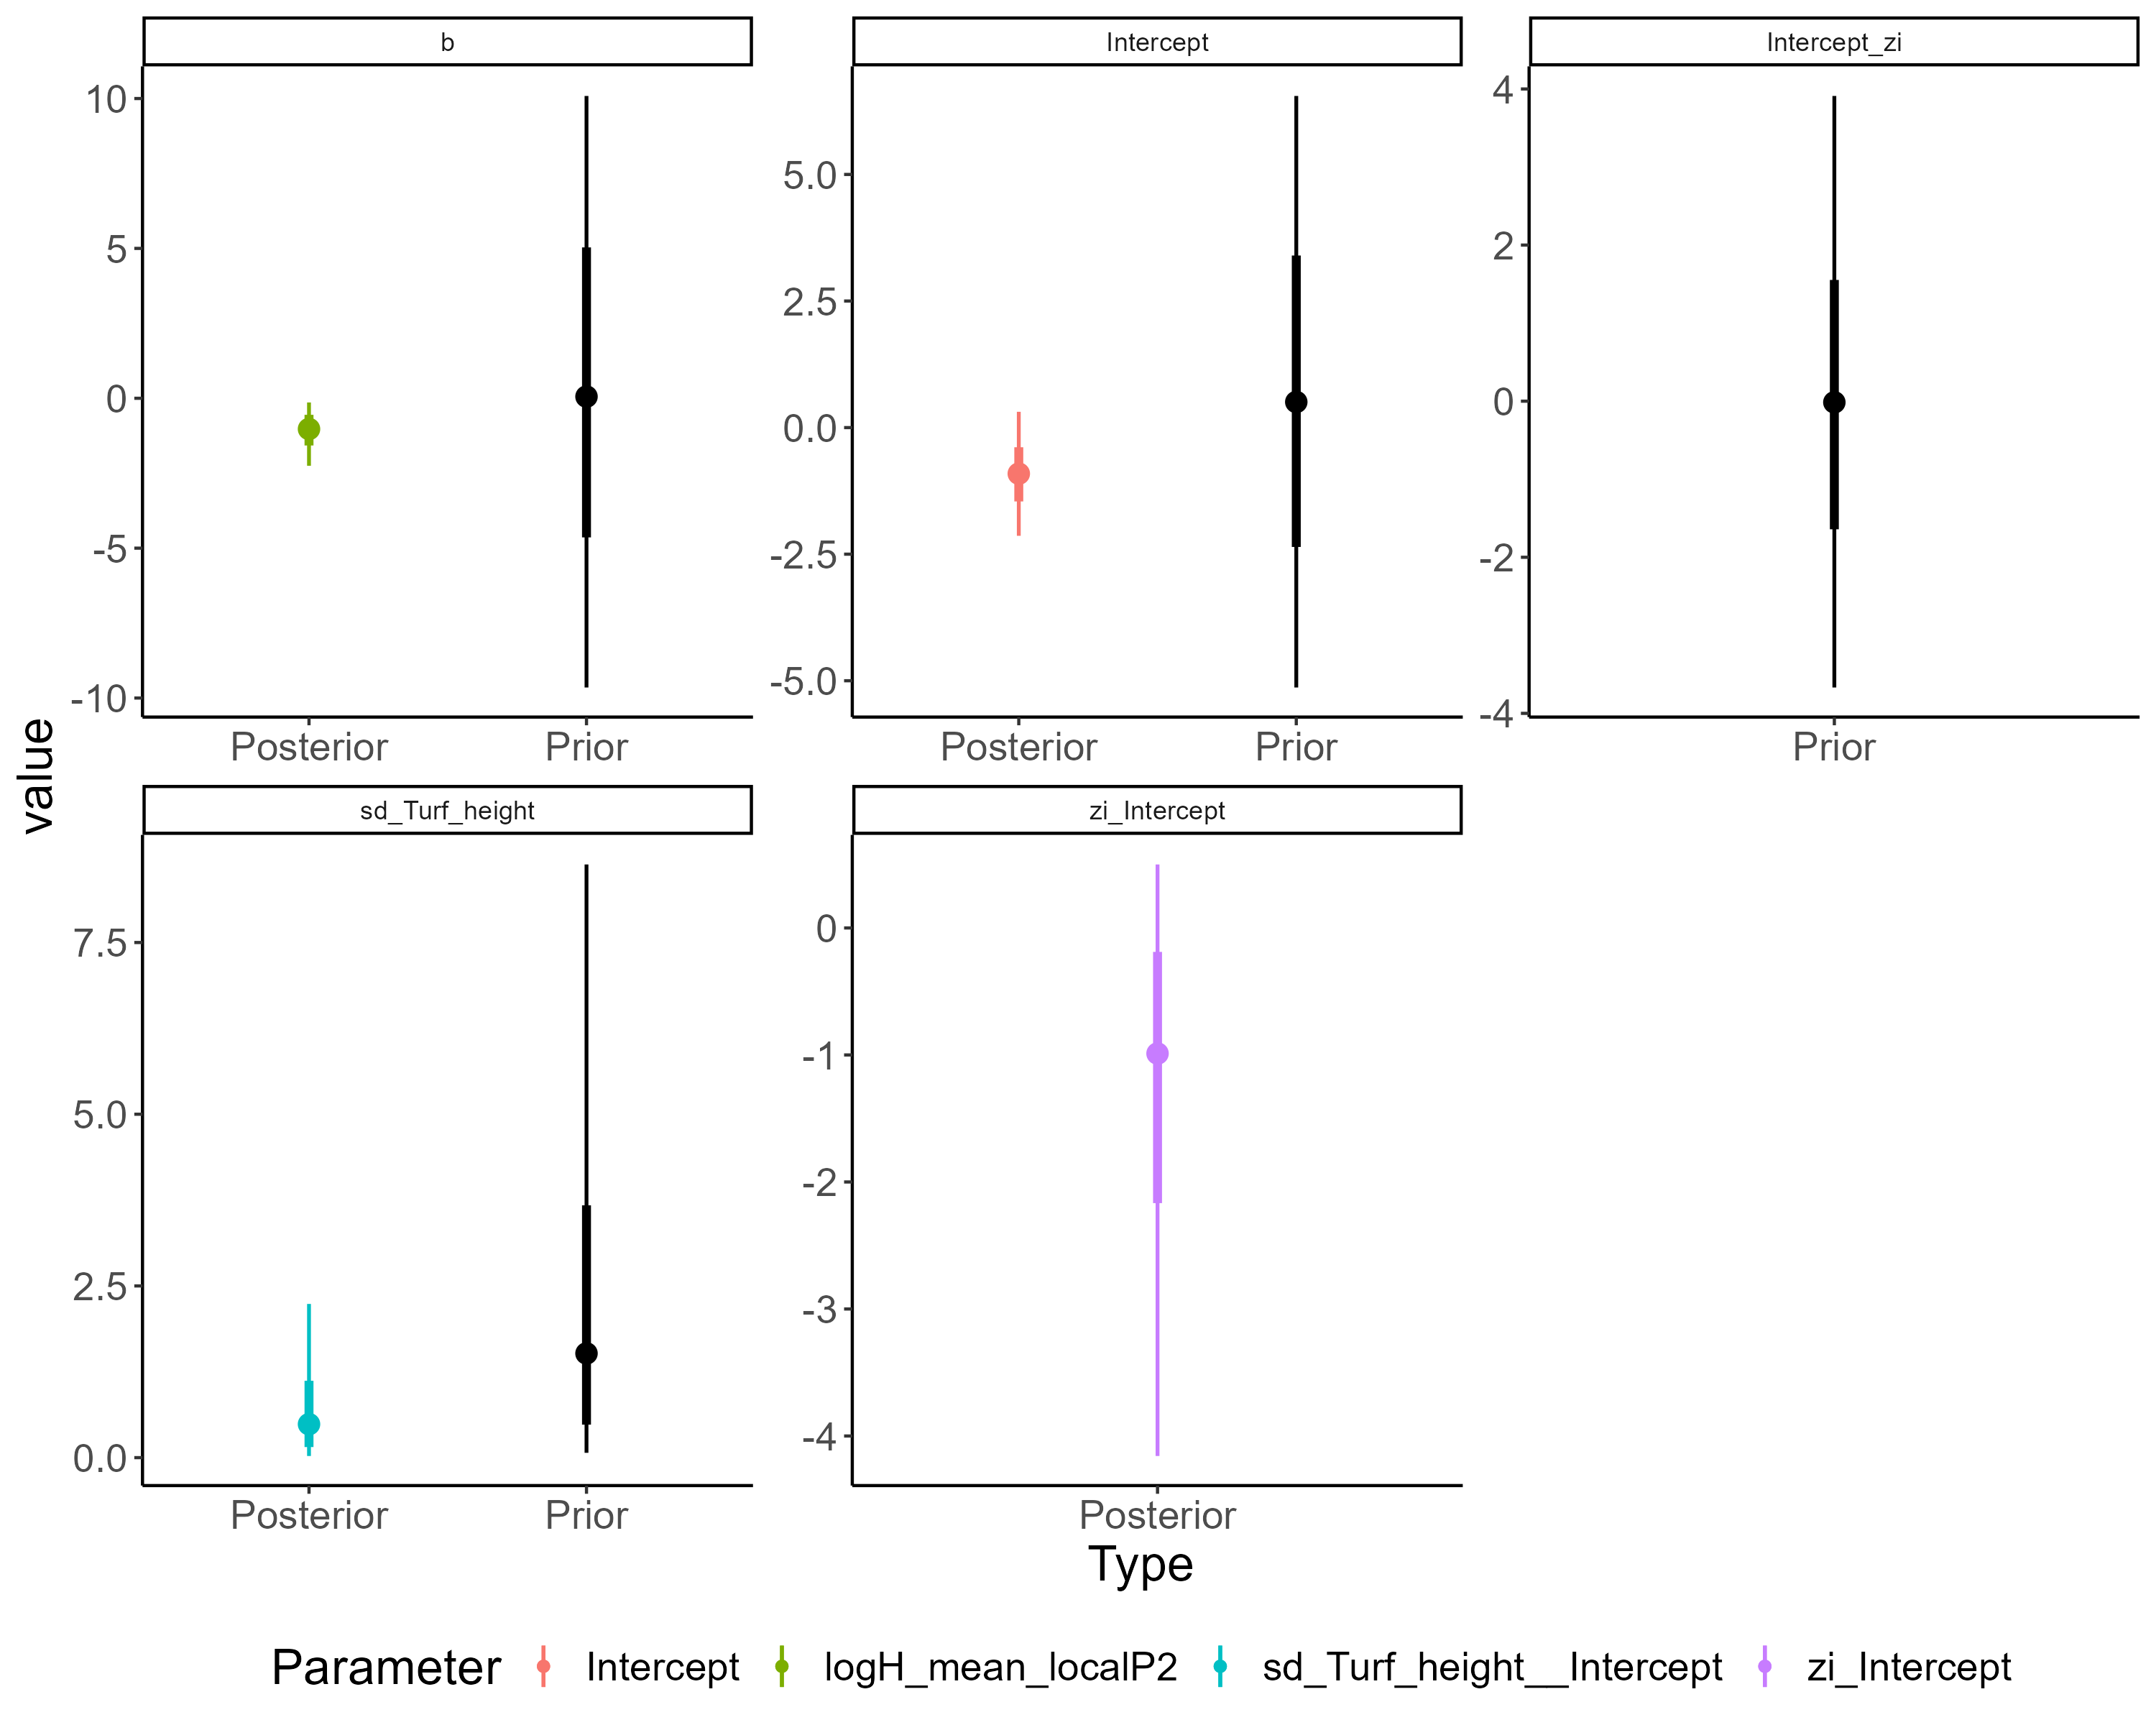 b
Intercept
Intercept_zi
10
5
0
-5
-10
5.0
2.5
0.0
-2.5
-5.0
4
2
0
-2
-4
Posterior
Prior
Posterior
Prior
Prior
value
sd_Turf_height
zi_Intercept
7.5
5.0
2.5
0.0
0
-1
-2
-3
-4
Posterior
Prior
Posterior
Type
Parameter Intercept logH_mean_localP2 sd_Turf_height__Intercept zi_Intercept